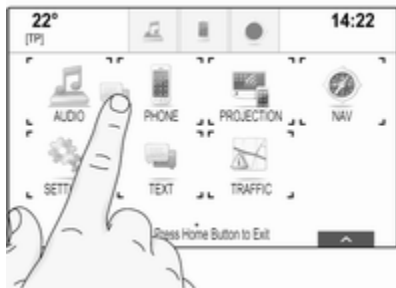 22° 14:22
[TP]
AUDIO PHONE PROJECTION NAV
SETT TEXT TRAFFIC
Press Home Button to Exit